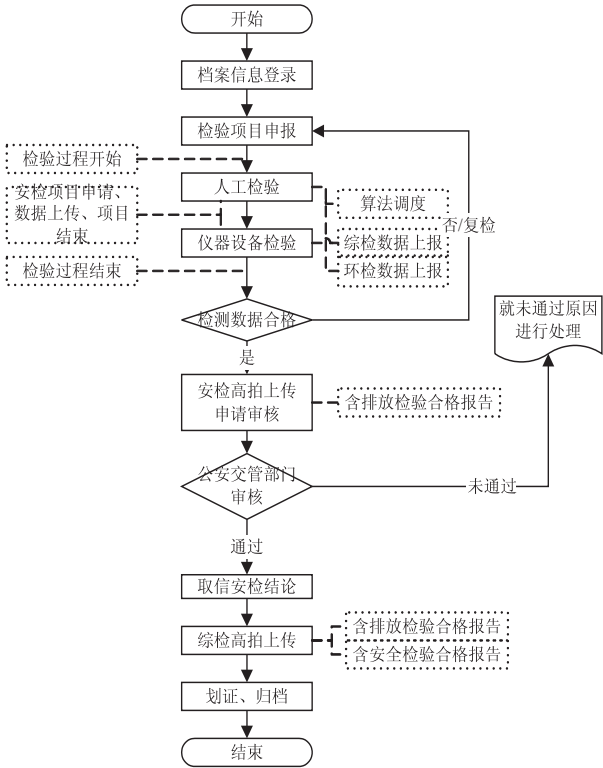 开始
档案信息登录
检验项目申报
检验过程开始
人工检验
安检项目申请、
数据上传、项目
结束
算法调度
否/复检
仪器设备检验
综检数据上报
检验过程结束
环检数据上报
检测数据合格
就未通过原因
进行处理
是
安检高拍上传
申请审核
含排放检验合格报告
公安交管部门
审核
未通过
通过
取信安检结论
综检高拍上传
含排放检验合格报告
含安全检验合格报告
划证、归档
结束